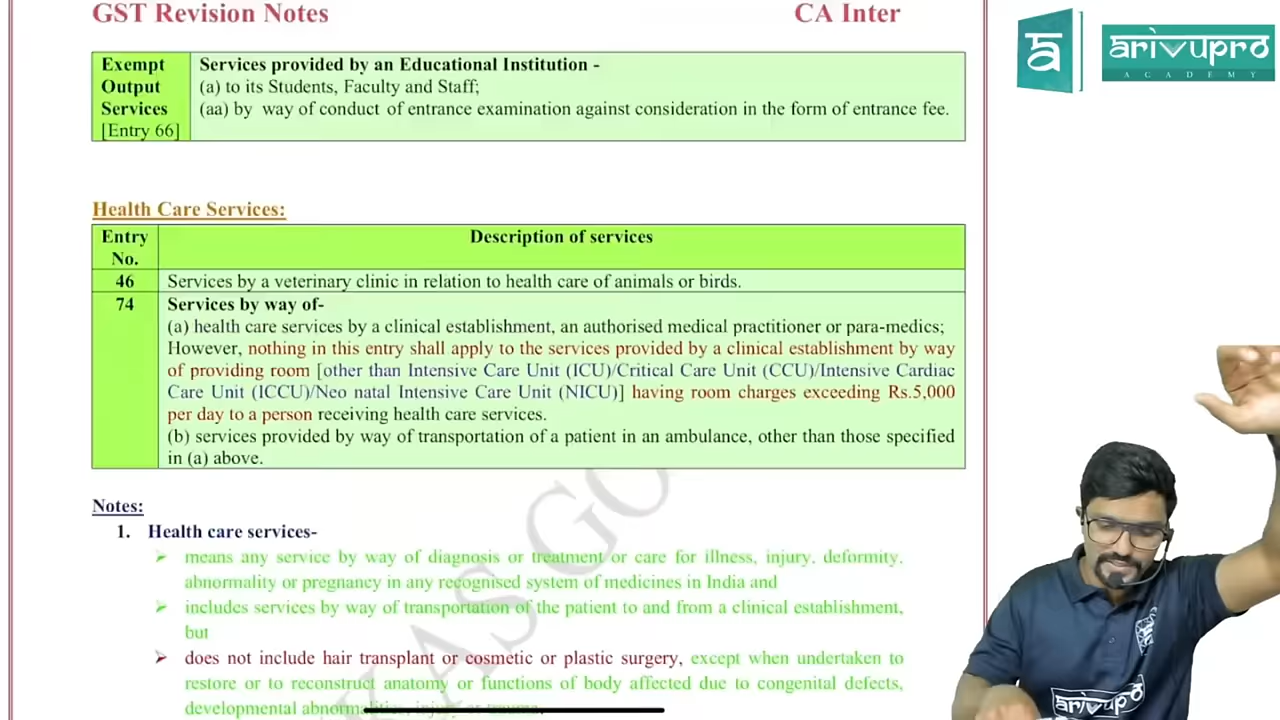 GST Revision Notes
CA Inter
ā
arivupro
ACADEMY
Exempt
Output
Services
[Entry 66]
Services provided by an Educational Institution -
(a) to its Students, Faculty and Staff;
(aa) by way of conduct of entrance examination against consideration in the form of entrance fee.
Health Care Services:
Entry
No.
Description of services
46
Services by a veterinary clinic in relation to health care of animals or birds.
74
Services by way of-
(a) health care services by a clinical establishment, an authorised medical practitioner or para-medics;
However, nothing in this entry shall apply to the services provided by a clinical establishment by way
of providing room [other than Intensive Care Unit (ICU)/Critical Care Unit (CCU)/Intensive Cardiac
Care Unit (ICCU)/Neo natal Intensive Care Unit (NICU)] having room charges exceeding Rs.5,000
per day to a person receiving health care services.
(b) services provided by way of transportation of a patient in an ambulance, other than those specified
in (a) above.
Notes:
1. Health care services-
➢ means any service by way of diagnosis or treatment or care for illness, injury, deformity,
abnormality or pregnancy in any recognised system of medicines in India and
➢ includes services by way of transportation of the patient to and from a clinical establishment,
but
➢ does not include hair transplant or cosmetic or plastic surgery, except when undertaken to
restore or to reconstruct anatomy or functions of body affected due to congenital defects,
developmental abnormalities, injury or trauma.
KAS GO
arivupro